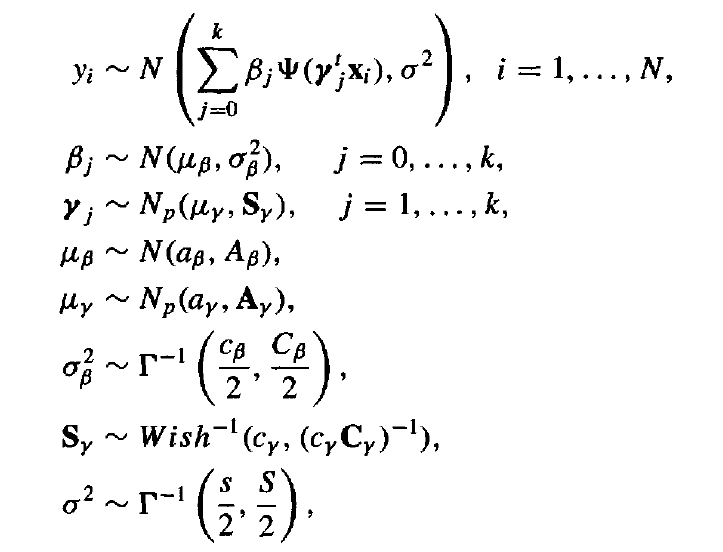 y_i ∼ N ( ∑_{j=0}^{k} β_j Ψ(γ_j^t x_i), σ^2 ) , i = 1, . . . , N,
β_j ∼ N(μ_β, σ_β^2), j = 0, . . . , k,
γ_j ∼ N_p(μ_γ, S_γ), j = 1, . . . , k,
μ_β ∼ N(a_β, A_β),
μ_γ ∼ N_p(a_γ, A_γ),
σ_β^2 ∼ Γ^{-1} ( c_β/2, C_β/2 ) ,
S_γ ∼ Wish^{-1}(c_γ, (c_γ C_γ)^{-1}),
σ^2 ∼ Γ^{-1} ( s/2, S/2 ) ,